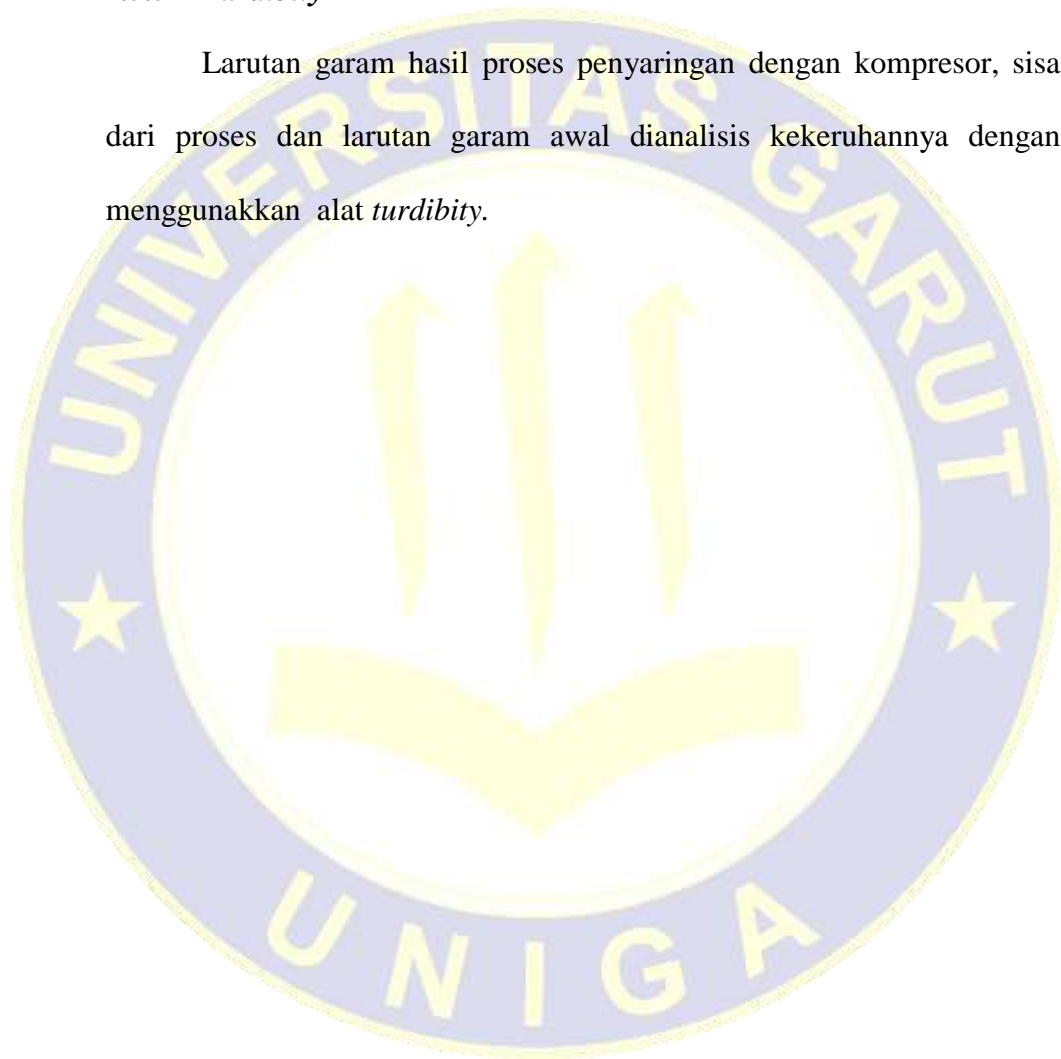 Larutan garam hasil proses penyaringan dengan kompresor, sisa
dari proses dan larutan garam awal dianalisis kekeruhannya dengan
menggunakkan alat turdibity.
UNIVERSITAS GARUT
UNIGA